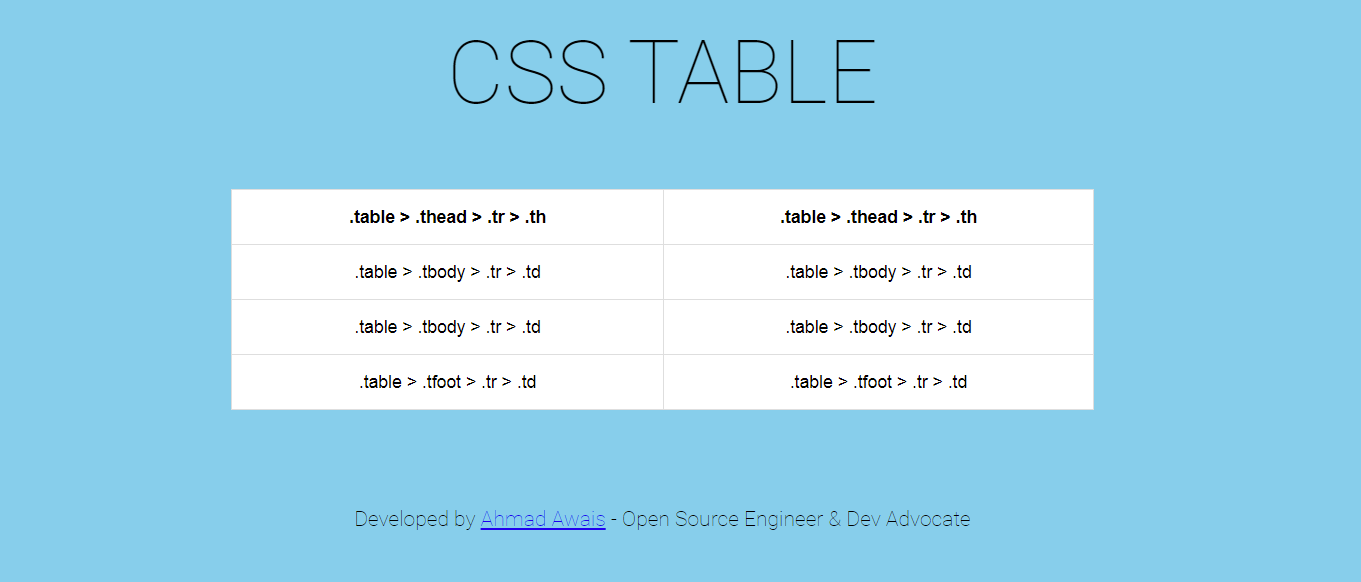 CSS TABLE
.table > .thead > .tr > .th .table > .thead > .tr > .th
.table > .tbody > .tr > .td .table > .tbody > .tr > .td
.table > .tbody > .tr > .td .table > .tbody > .tr > .td
.table > .tfoot > .tr > .td .table > .tfoot > .tr > .td
Developed by Ahmad Awais - Open Source Engineer & Dev Advocate